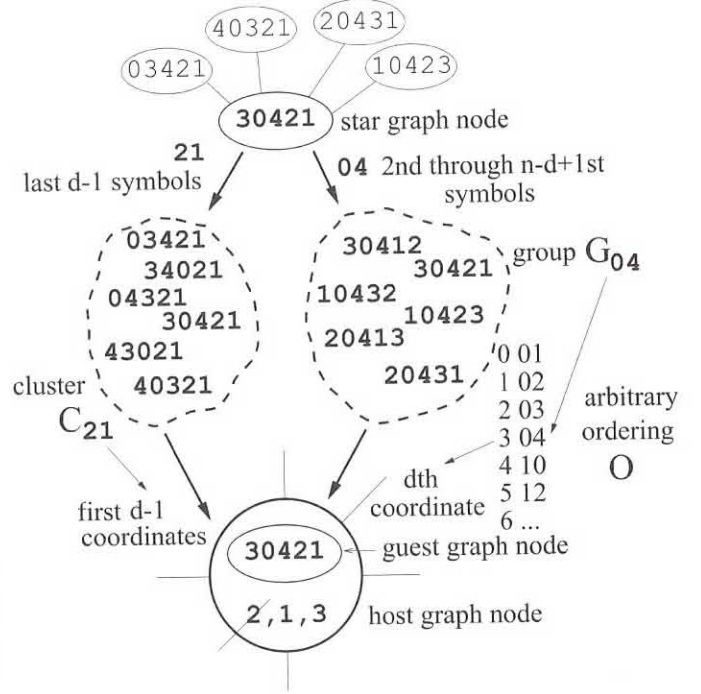 20431
40321
03421
10423
30421
star graph node
21
last d-1 symbols
04 2nd through n-d+1st
symbols
03421
34021
04321
30421
43021
40321
30412
30421
10432
10423
20413
20431
group G04
0 01
1 02
2 03
3 04
4 10
5 12
6 ...
arbitrary
ordering
O
cluster
C21
first d-1
coordinates
dth
coordinate
30421
guest graph node
2,1,3
host graph node